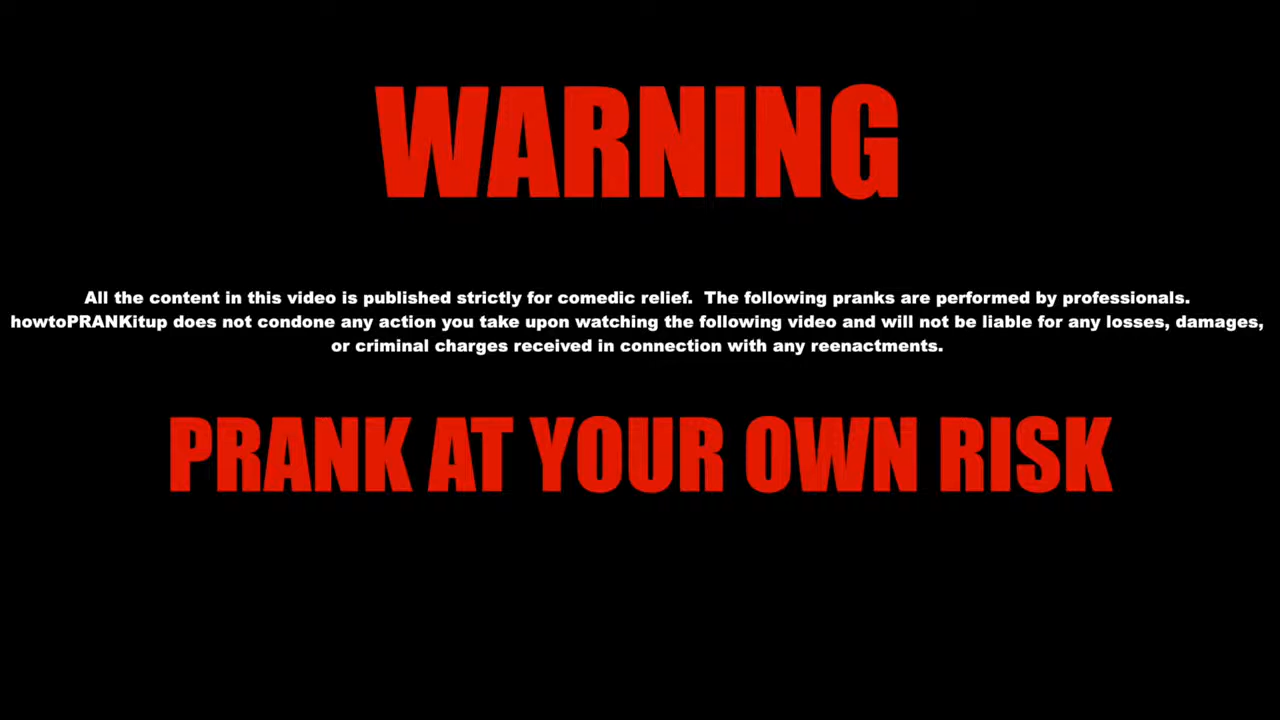 WARNING
All the content in this video is published strictly for comedic relief.  The following pranks are performed by professionals.
howtoPRANKitup does not condone any action you take upon watching the following video and will not be liable for any losses, damages,
or criminal charges received in connection with any reenactments.
PRANK AT YOUR OWN RISK